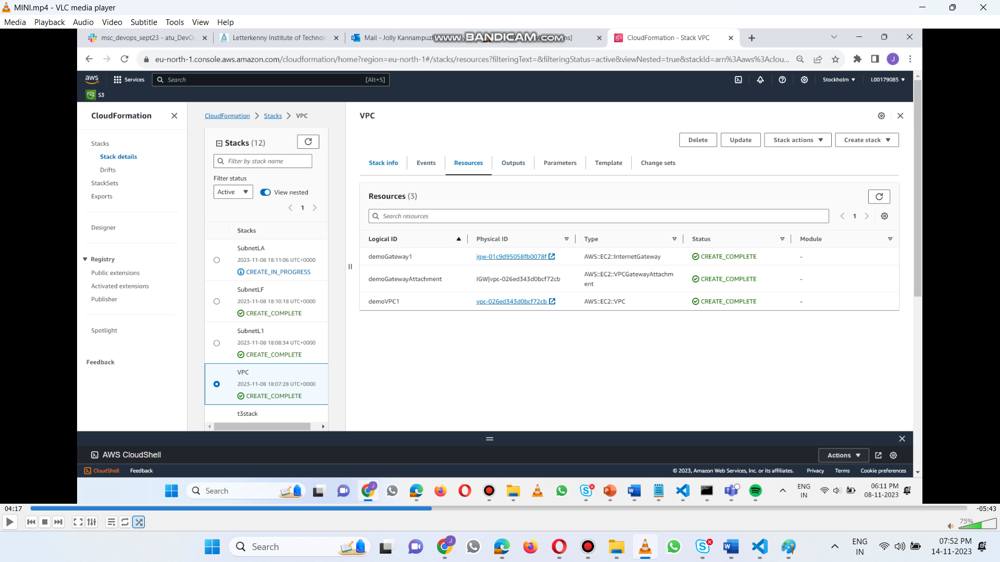 MINI.mp4 - VLC media player
Media Playback Audio Video Subtitle Tools View Help
msc_devops_sept23 - atu_DevO
Letterkenny Institute of Technolo
Mail - Jolly Kannampuzh
www.BANDICAM.com
CloudFormation - Stack VPC
eu-north-1.console.aws.amazon.com/cloudformation/home?region=eu-north-1#/stacks/resources?filteringText=&filteringStatus=active&viewNested=true&stackId=arn%3Aaws%3Aclou...
J
aws
Services
Search [Alt+S]
Stockholm
L00179085
S3
CloudFormation
Stacks
Stack details
Drifts
StackSets
Exports
Designer
Registry
Public extensions
Activated extensions
Publisher
Spotlight
Feedback
CloudFormation > Stacks > VPC
Stacks (12)
Filter by stack name
Filter status
Active View nested
1
Stacks
SubnetLA
2023-11-08 18:11:06 UTC+0000
CREATE_IN_PROGRESS
SubnetLF
2023-11-08 18:10:18 UTC+0000
CREATE_COMPLETE
SubnetL1
2023-11-08 18:08:34 UTC+0000
CREATE_COMPLETE
VPC
2023-11-08 18:07:28 UTC+0000
CREATE_COMPLETE
t3stack
VPC
Delete Update Stack actions Create stack
Stack info Events Resources Outputs Parameters Template Change sets
Resources (3)
Search resources
1
Logical ID Physical ID Type Status Module
demoGateway1 igw-01c9d95058fb0078f AWS::EC2::InternetGateway CREATE_COMPLETE -
demoGatewayAttachment IGW|vpc-026ed343d0bcf72cb AWS::EC2::VPCGatewayAttachm
ent CREATE_COMPLETE -
demoVPC1 vpc-026ed343d0bcf72cb AWS::EC2::VPC CREATE_COMPLETE -
AWS CloudShell
Actions
CloudShell Feedback
© 2023, Amazon Web Services, Inc. or its affiliates. Privacy Terms Cookie preferences
Search
J
ENG
IN
06:11 PM
08-11-2023
04:17
-05:43
75%
Search
J
ENG
IN
07:52 PM
14-11-2023